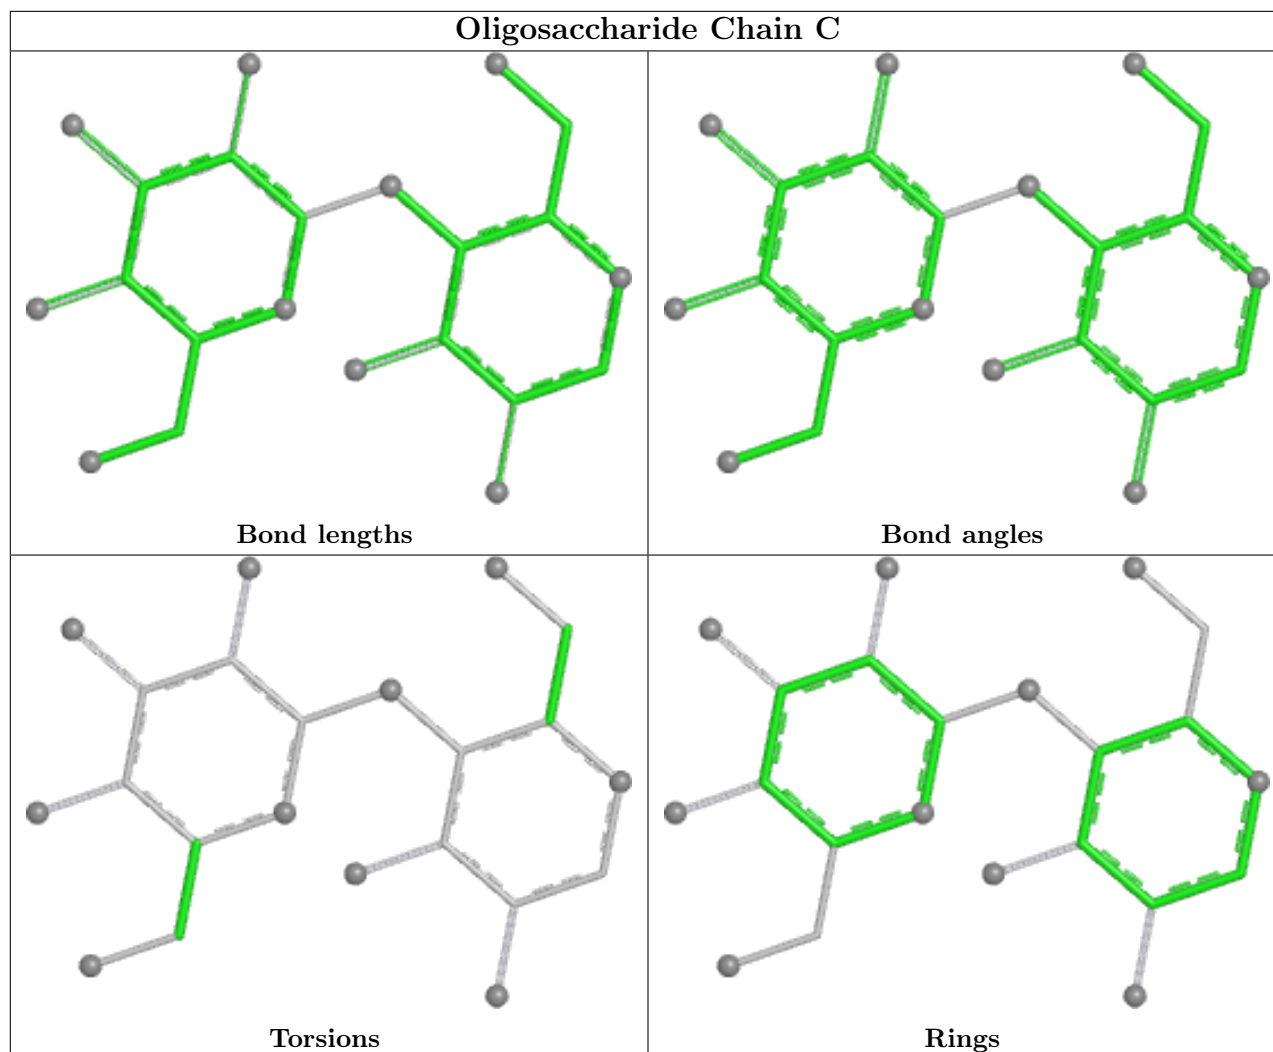 Oligosaccharide Chain C
Bond lengths
Bond angles
Torsions
Rings